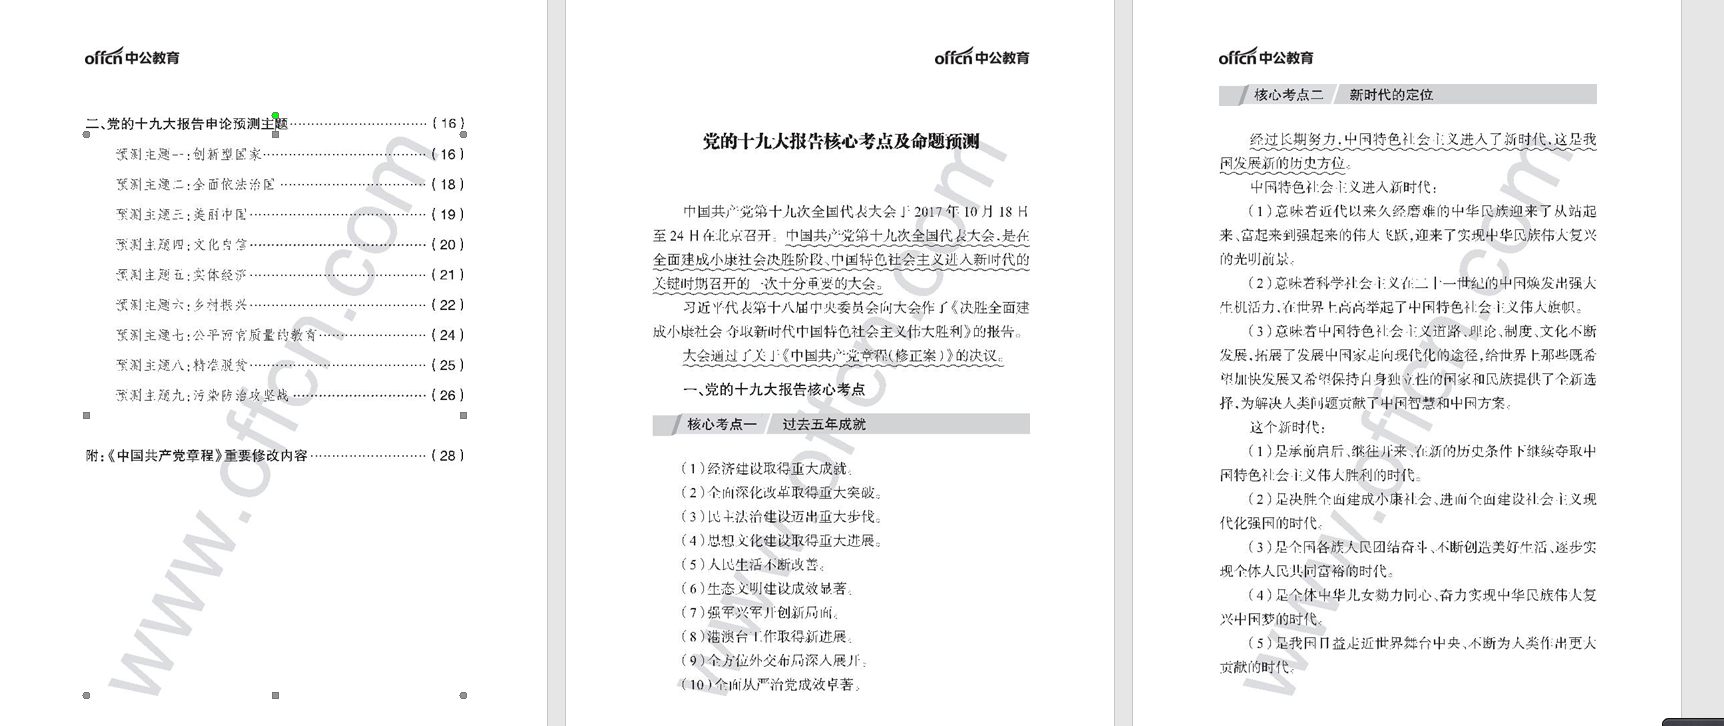 offcn中公教育
二、党的十九大报告申论预测主题 (16)
预测主题一:创新型国家 (16)
预测主题二:全面依法治国 (18)
预测主题三:美丽中国 (19)
预测主题四:文化自信 (20)
预测主题五:实体经济 (21)
预测主题六:乡村振兴 (22)
预测主题七:公平而有质量的教育 (24)
预测主题八:精准脱贫 (25)
预测主题九:污染防治攻坚战 (26)
附:《中国共产党章程》重要修改内容 (28)
www.offcn.com
offcn中公教育
党的十九大报告核心考点及命题预测
中国共产党第十九次全国代表大会于2017年10月18日
至24日在北京召开。中国共产党第十九次全国代表大会,是在
全面建成小康社会决胜阶段、中国特色社会主义进入新时代的
关键时期召开的一次十分重要的大会。
习近平代表第十八届中央委员会向大会作了《决胜全面建
成小康社会 夺取新时代中国特色社会主义伟大胜利》的报告。
大会通过了关于《中国共产党章程(修正案)》的决议。
一、党的十九大报告核心考点
核心考点一 过去五年成就
(1)经济建设取得重大成就。
(2)全面深化改革取得重大突破。
(3)民主法治建设迈出重大步伐。
(4)思想文化建设取得重大进展。
(5)人民生活不断改善。
(6)生态文明建设成效显著。
(7)强军兴军开创新局面。
(8)港澳台工作取得新进展。
(9)全方位外交布局深入展开。
(10)全面从严治党成效卓著。
www.offcn.com
offcn中公教育
核心考点二 新时代的定位
经过长期努力,中国特色社会主义进入了新时代,这是我
国发展新的历史方位。
中国特色社会主义进入新时代:
(1)意味着近代以来久经磨难的中华民族迎来了从站起
来、富起来到强起来的伟大飞跃,迎来了实现中华民族伟大复兴
的光明前景。
(2)意味着科学社会主义在二十一世纪的中国焕发出强大
生机活力,在世界上高高举起了中国特色社会主义伟大旗帜。
(3)意味着中国特色社会主义道路、理论、制度、文化不断
发展,拓展了发展中国家走向现代化的途径,给世界上那些既希
望加快发展又希望保持自身独立性的国家和民族提供了全新选
择,为解决人类问题贡献了中国智慧和中国方案。
这个新时代:
(1)是承前启后、继往开来、在新的历史条件下继续夺取中
国特色社会主义伟大胜利的时代。
(2)是决胜全面建成小康社会、进而全面建设社会主义现
代化强国的时代。
(3)是全国各族人民团结奋斗、不断创造美好生活、逐步实
现全体人民共同富裕的时代。
(4)是全体中华儿女勠力同心、奋力实现中华民族伟大复
兴中国梦的时代。
(5)是我国日益走近世界舞台中央、不断为人类作出更大
贡献的时代。
www.offcn.com